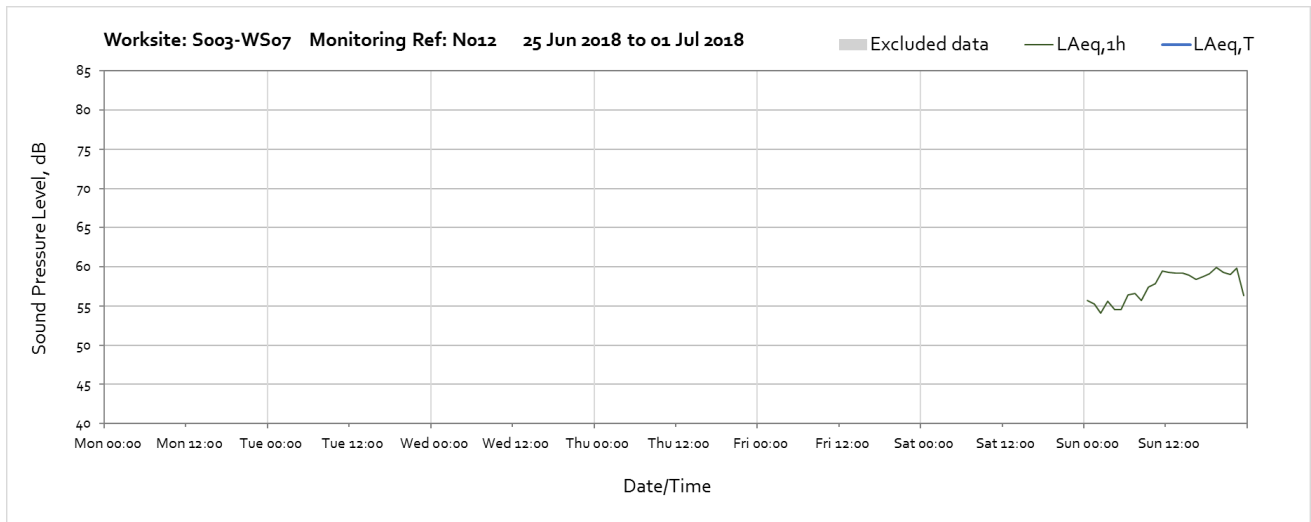 Worksite: S003-WS07 Monitoring Ref: N012 25 Jun 2018 to 01 Jul 2018
Excluded data LAeq,1h LAeq,T
85
80
75
70
65
60
55
50
45
40
Sound Pressure Level, dB
Mon 00:00 Mon 12:00 Tue 00:00 Tue 12:00 Wed 00:00 Wed 12:00 Thu 00:00 Thu 12:00 Fri 00:00 Fri 12:00 Sat 00:00 Sat 12:00 Sun 00:00 Sun 12:00
Date/Time